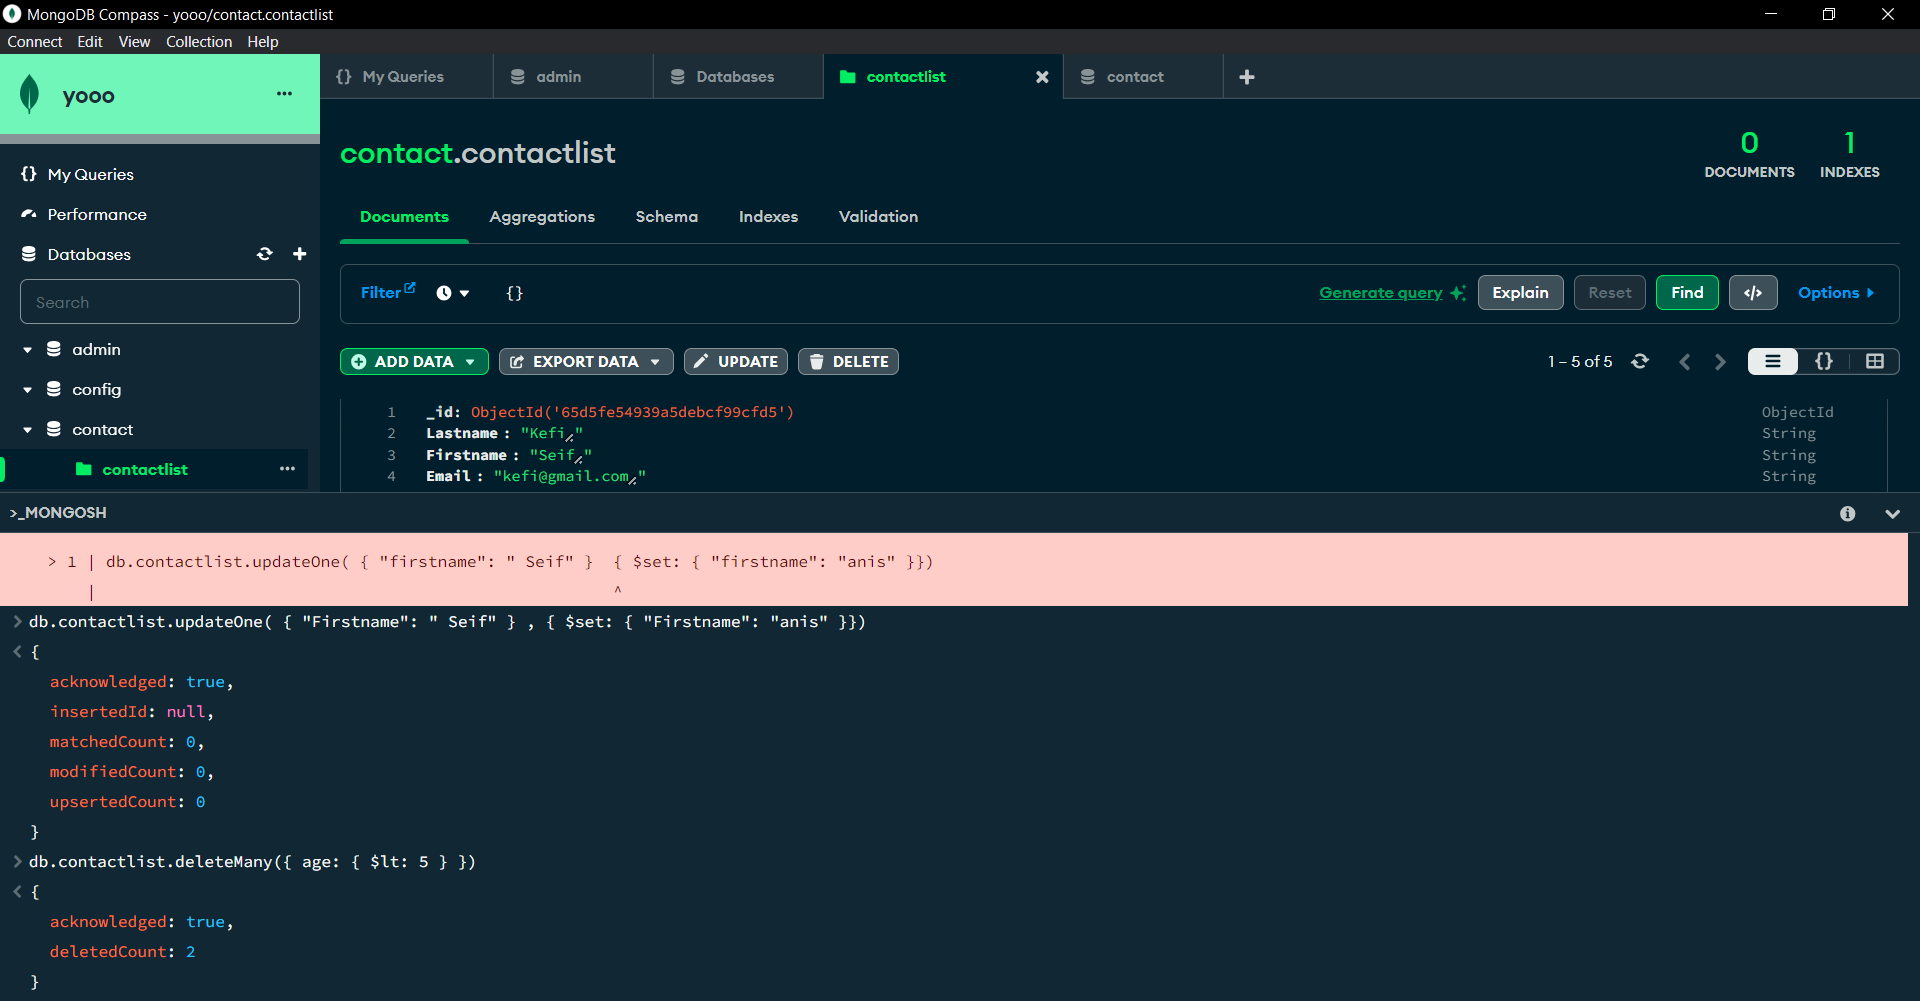 MongoDB Compass - yooo/contact.contactlist
Connect Edit View Collection Help
yooo
My Queries
Performance
Databases
Search
admin
config
contact
contactlist
{} My Queries
admin
Databases
contactlist
contact
contact.contactlist
0
DOCUMENTS
1
INDEXES
Documents Aggregations Schema Indexes Validation
Filter {} Generate query Explain Reset Find </> Options
ADD DATA EXPORT DATA UPDATE DELETE 1 – 5 of 5 {}
1 _id: ObjectId('65d5fe54939a5debcf99cfd5') ObjectId
2 Lastname : "Kefi," String
3 Firstname : "Seif," String
4 Email : "kefi@gmail.com," String
>_MONGOSH
> 1 | db.contactlist.updateOne( { "firstname": " Seif" }  { $set: { "firstname": "anis" }})
| ^
> db.contactlist.updateOne( { "Firstname": " Seif" } , { $set: { "Firstname": "anis" }})
< {
acknowledged: true,
insertedId: null,
matchedCount: 0,
modifiedCount: 0,
upsertedCount: 0
}
> db.contactlist.deleteMany({ age: { $lt: 5 } })
< {
acknowledged: true,
deletedCount: 2
}